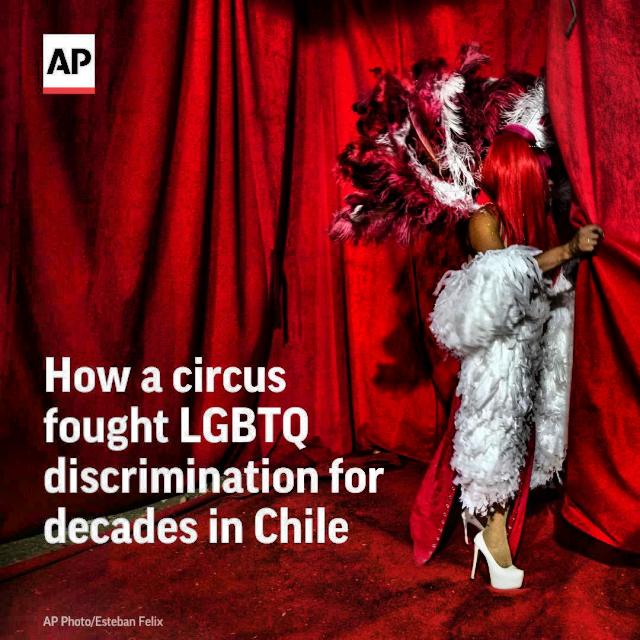 AP
How a circus
fought LGBTQ
discrimination for
decades in Chile
AP Photo/Esteban Felix